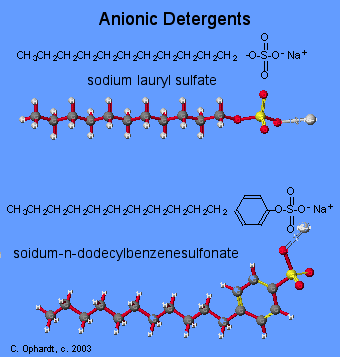 Anionic Detergents
O
CH₃CH₂CH₂CH₂CH₂CH₂CH₂CH₂CH₂CH₂CH₂CH₂ -O-S-O⁻ Na⁺
O
sodium lauryl sulfate
O
CH₃CH₂CH₂CH₂CH₂CH₂CH₂CH₂CH₂CH₂CH₂CH₂ O-S-O⁻ Na⁺
O
soidum-n-dodecylbenzenesulfonate
C. Ophardt, c. 2003